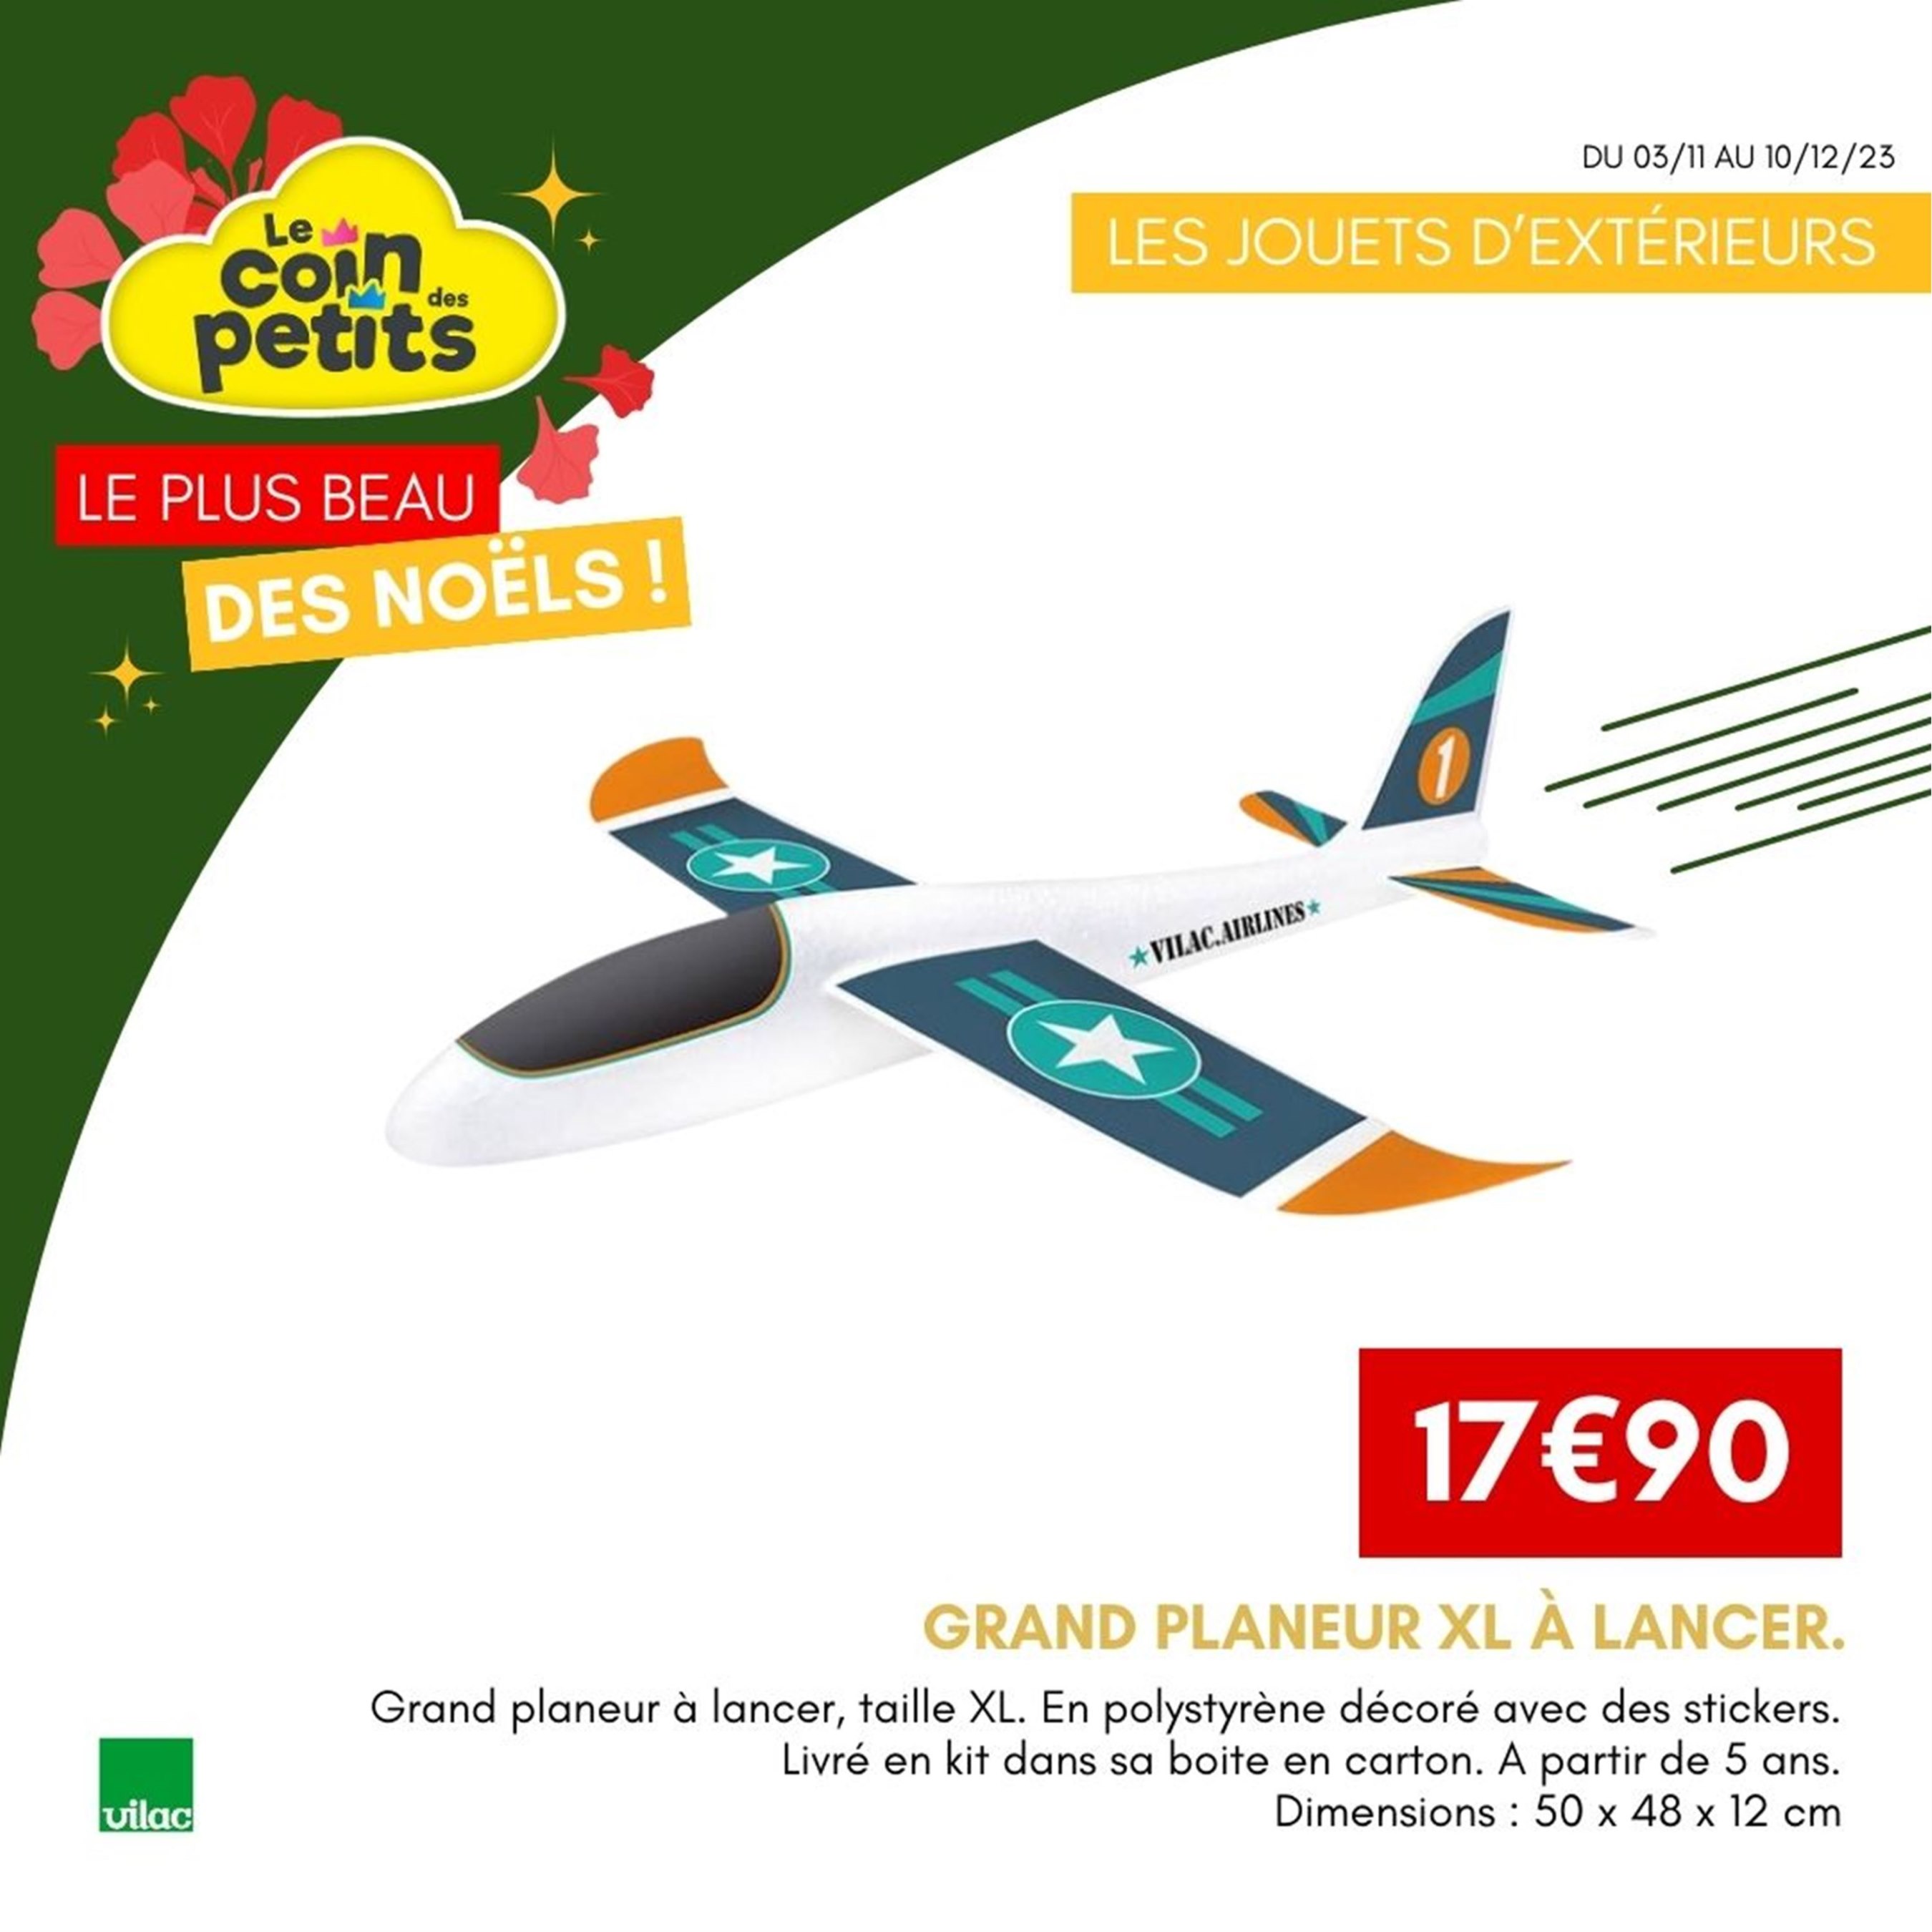 Le
coin
des
petits
LE PLUS BEAU
DES NOËLS !
DU 03/11 AU 10/12/23
LES JOUETS D'EXTÉRIEURS
1
★VILAC.AIRLINES★
17€90
GRAND PLANEUR XL À LANCER.
Grand planeur à lancer, taille XL. En polystyrène décoré avec des stickers.
Livré en kit dans sa boite en carton. A partir de 5 ans.
Dimensions : 50 x 48 x 12 cm
vilac